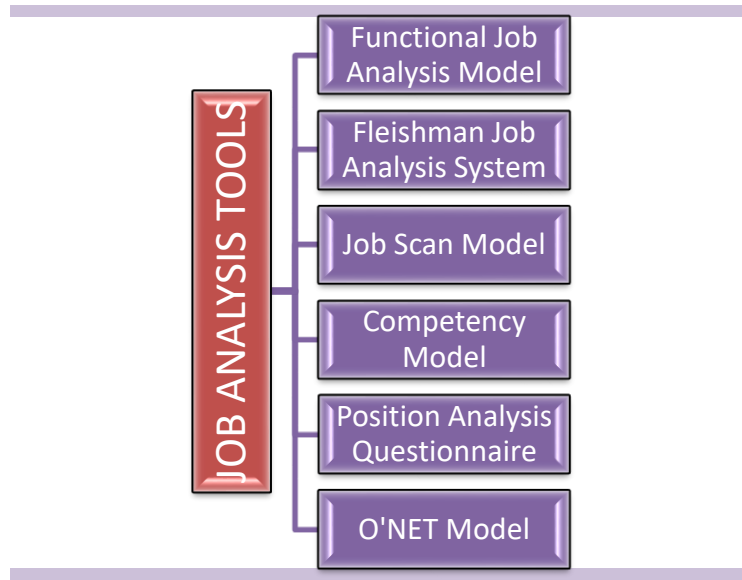 JOB ANALYSIS TOOLS
Functional Job
Analysis Model
Fleishman Job
Analysis System
Job Scan Model
Competency
Model
Position Analysis
Questionnaire
O'NET Model